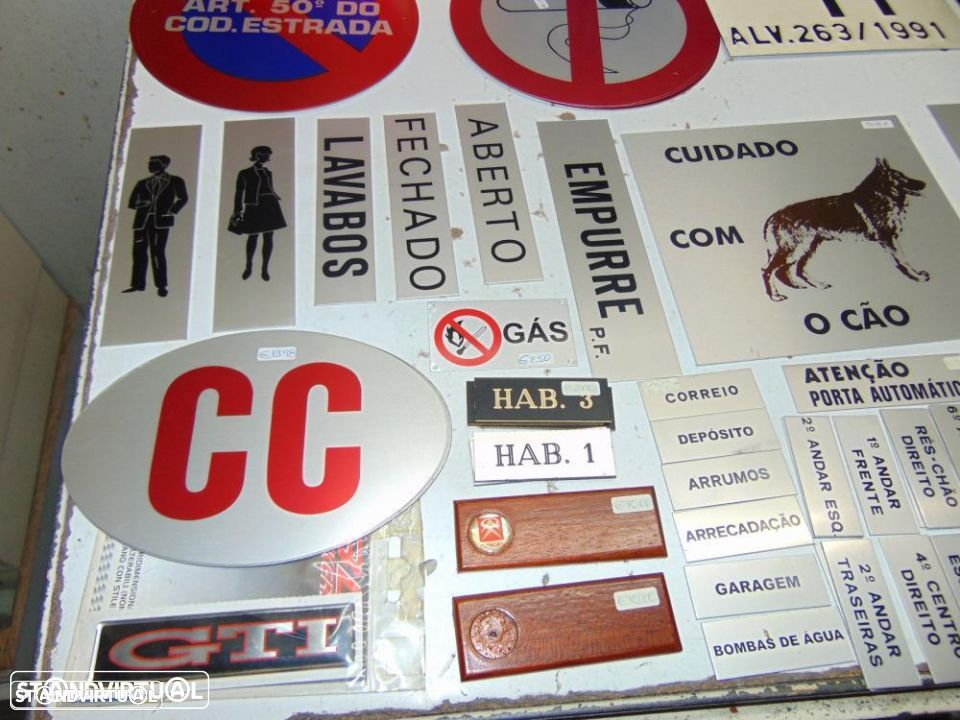 ART. 50º DO
COD. ESTRADA
ALV. 263/1991
LAVABOS
FECHADO
ABERTO
EMPURRE
P.F.
CUIDADO
COM
O CÃO
GÁS
CC
HAB. 3
HAB. 1
CORREIO
DEPÓSITO
ARRUMOS
ARRECADAÇÃO
GARAGEM
BOMBAS DE ÁGUA
ATENÇÃO
PORTA AUTOMÁTIC
2º ANDAR ESQ.
1º ANDAR
FRENTE
RÉS-CHÃO
DIREITO
2º ANDAR
TRASEIRAS
4º CENTRO
DIREITO
GTI
STANDVIRTUAL